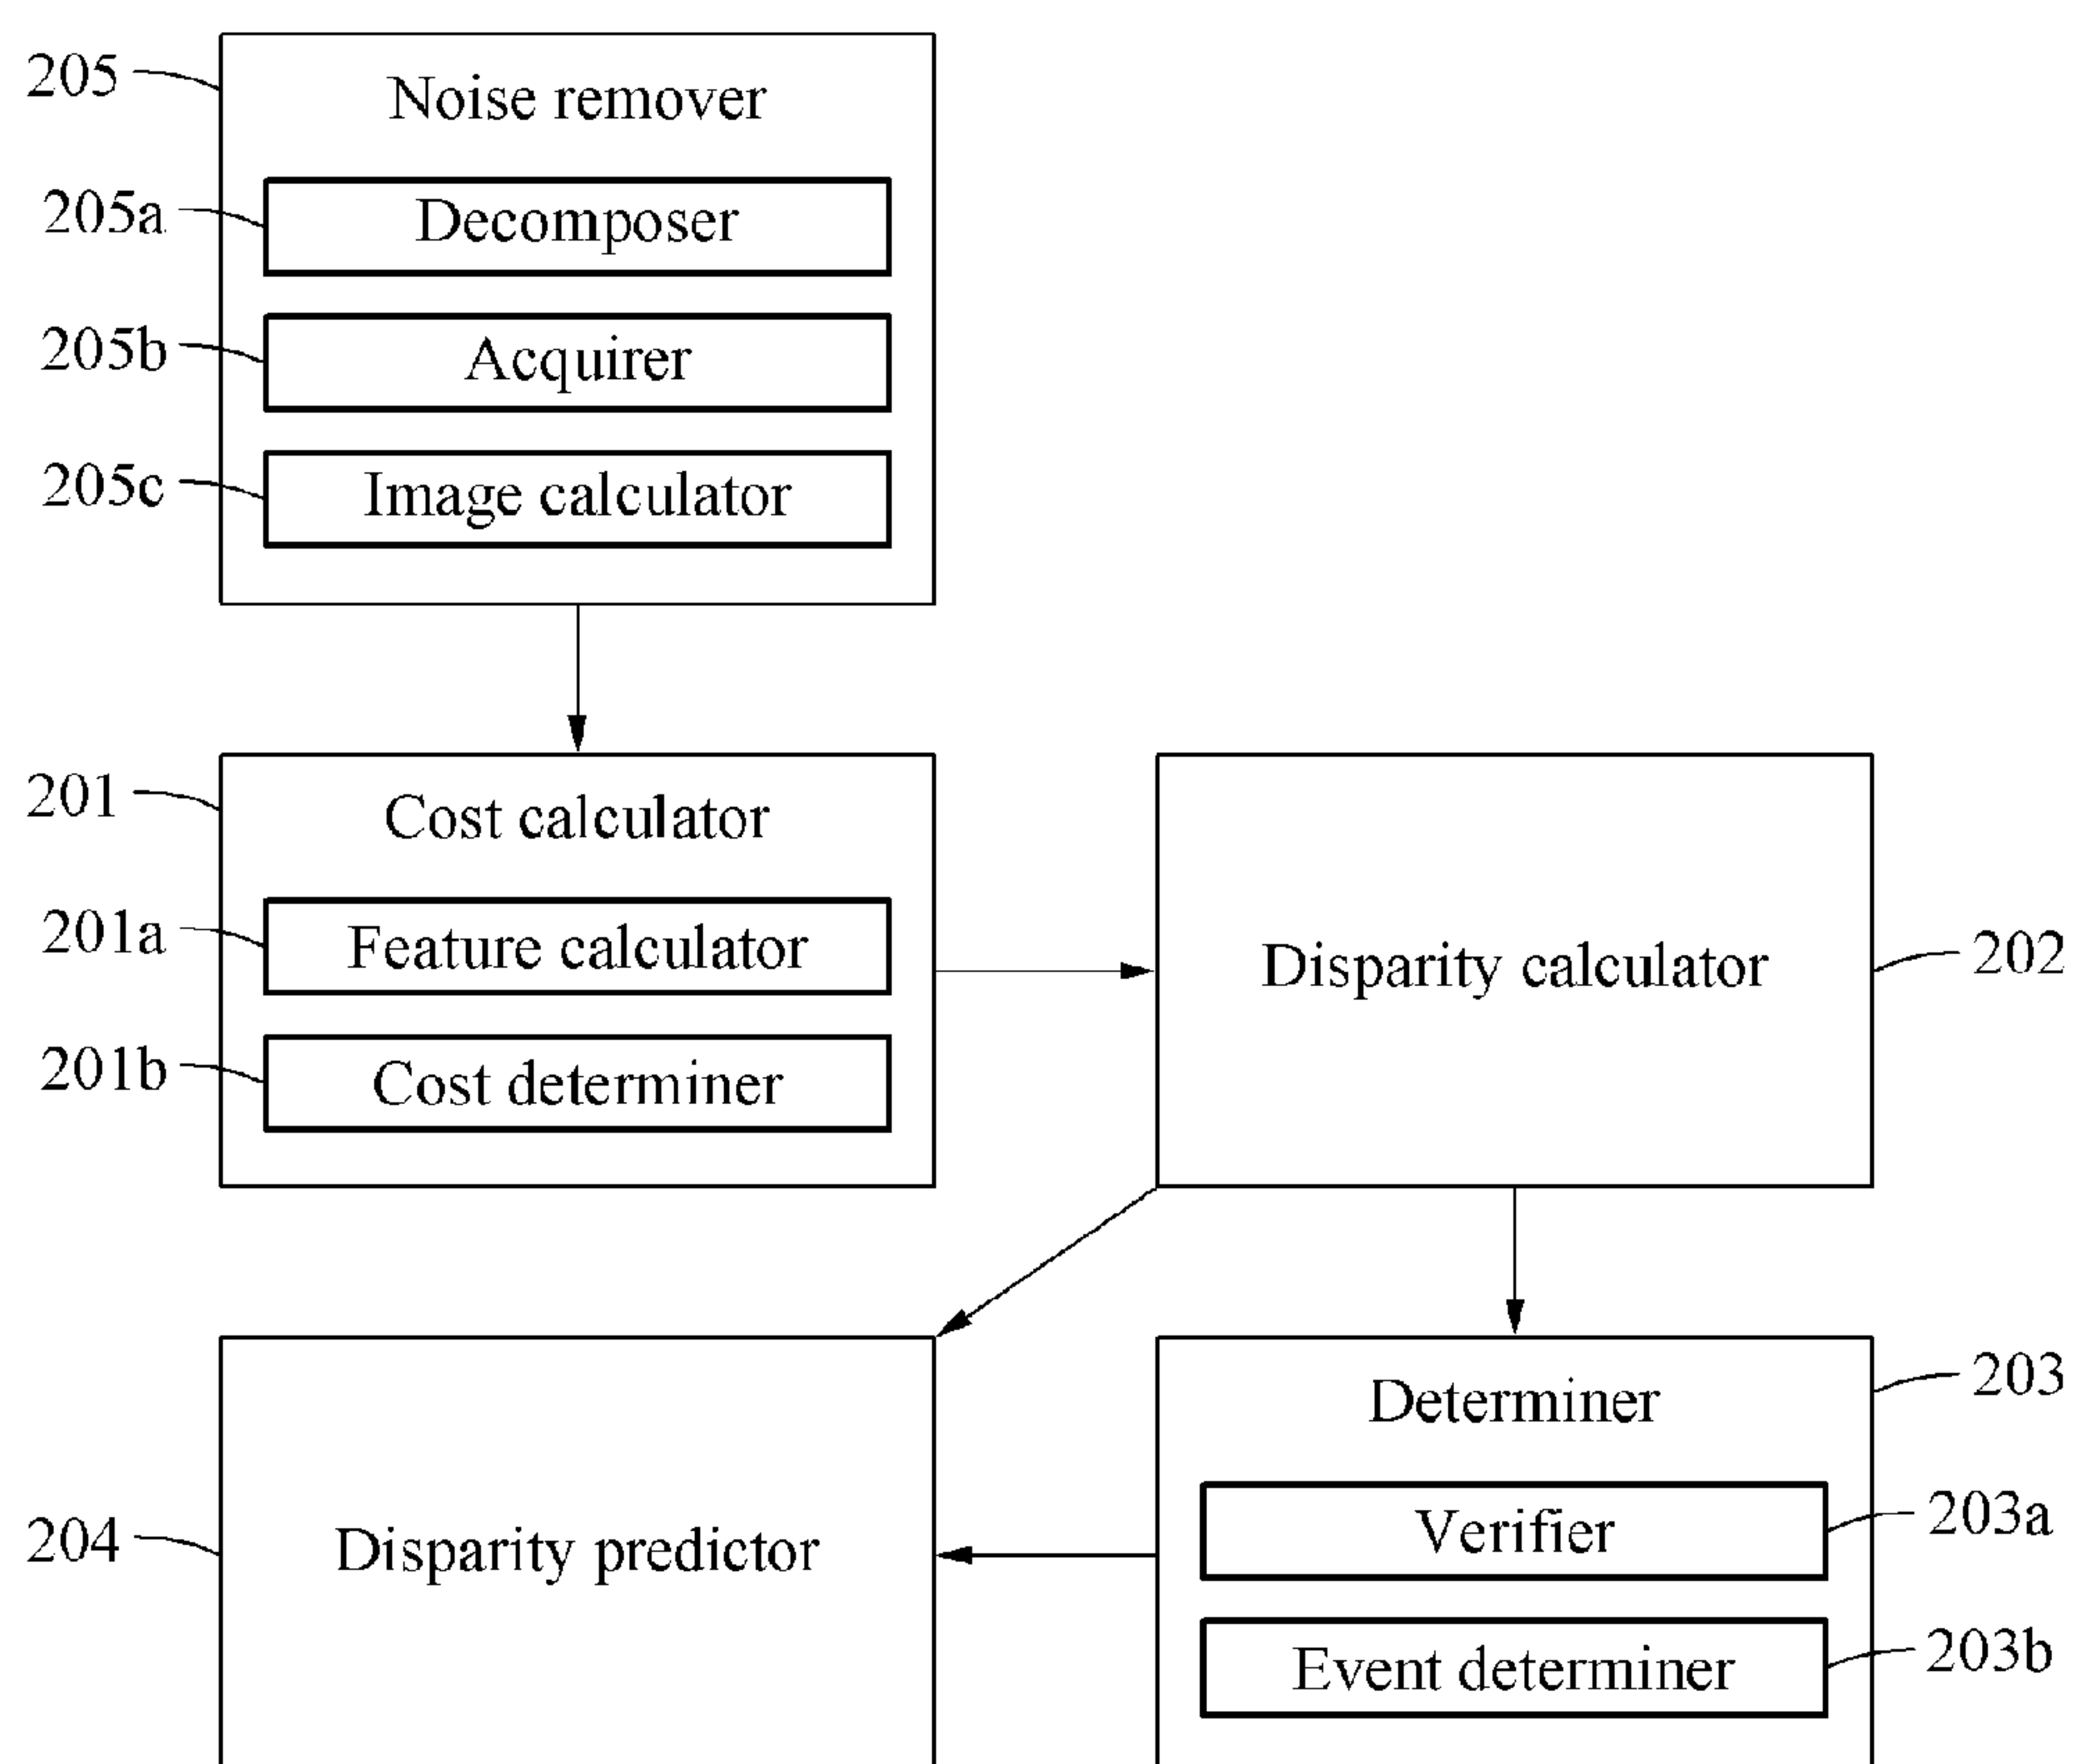 205
Noise remover
205a
Decomposer
205b
Acquirer
205c
Image calculator
201
Cost calculator
201a
Feature calculator
201b
Cost determiner
Disparity calculator
202
204
Disparity predictor
Determiner
203
Verifier
203a
Event determiner
203b